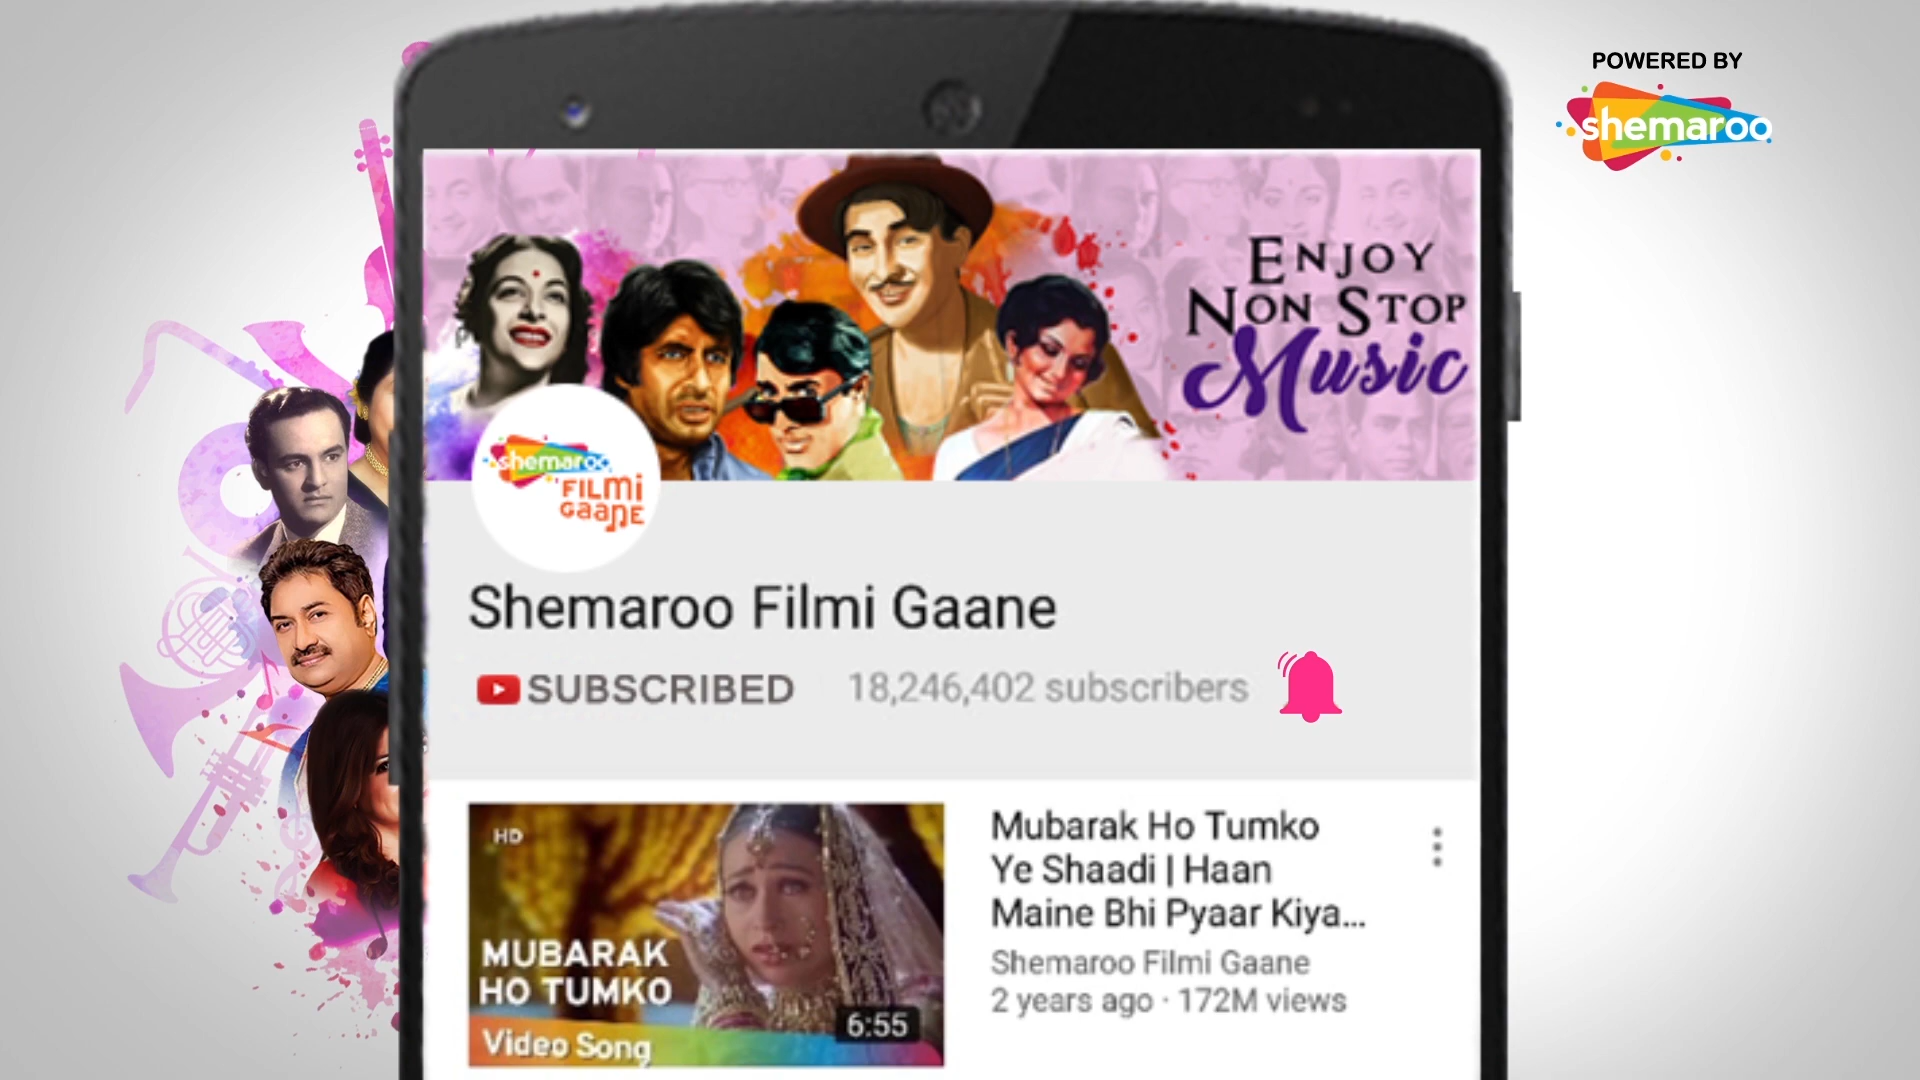 POWERED BY
shemaroo
ENJOY
NON STOP
Music
shemaroo
FILMI
GAANE
Shemaroo Filmi Gaane
SUBSCRIBED
18,246,402 subscribers
HD
MUBARAK
HO TUMKO
Video Song
6:55
Mubarak Ho Tumko
Ye Shaadi | Haan
Maine Bhi Pyaar Kiya...
Shemaroo Filmi Gaane
2 years ago · 172M views